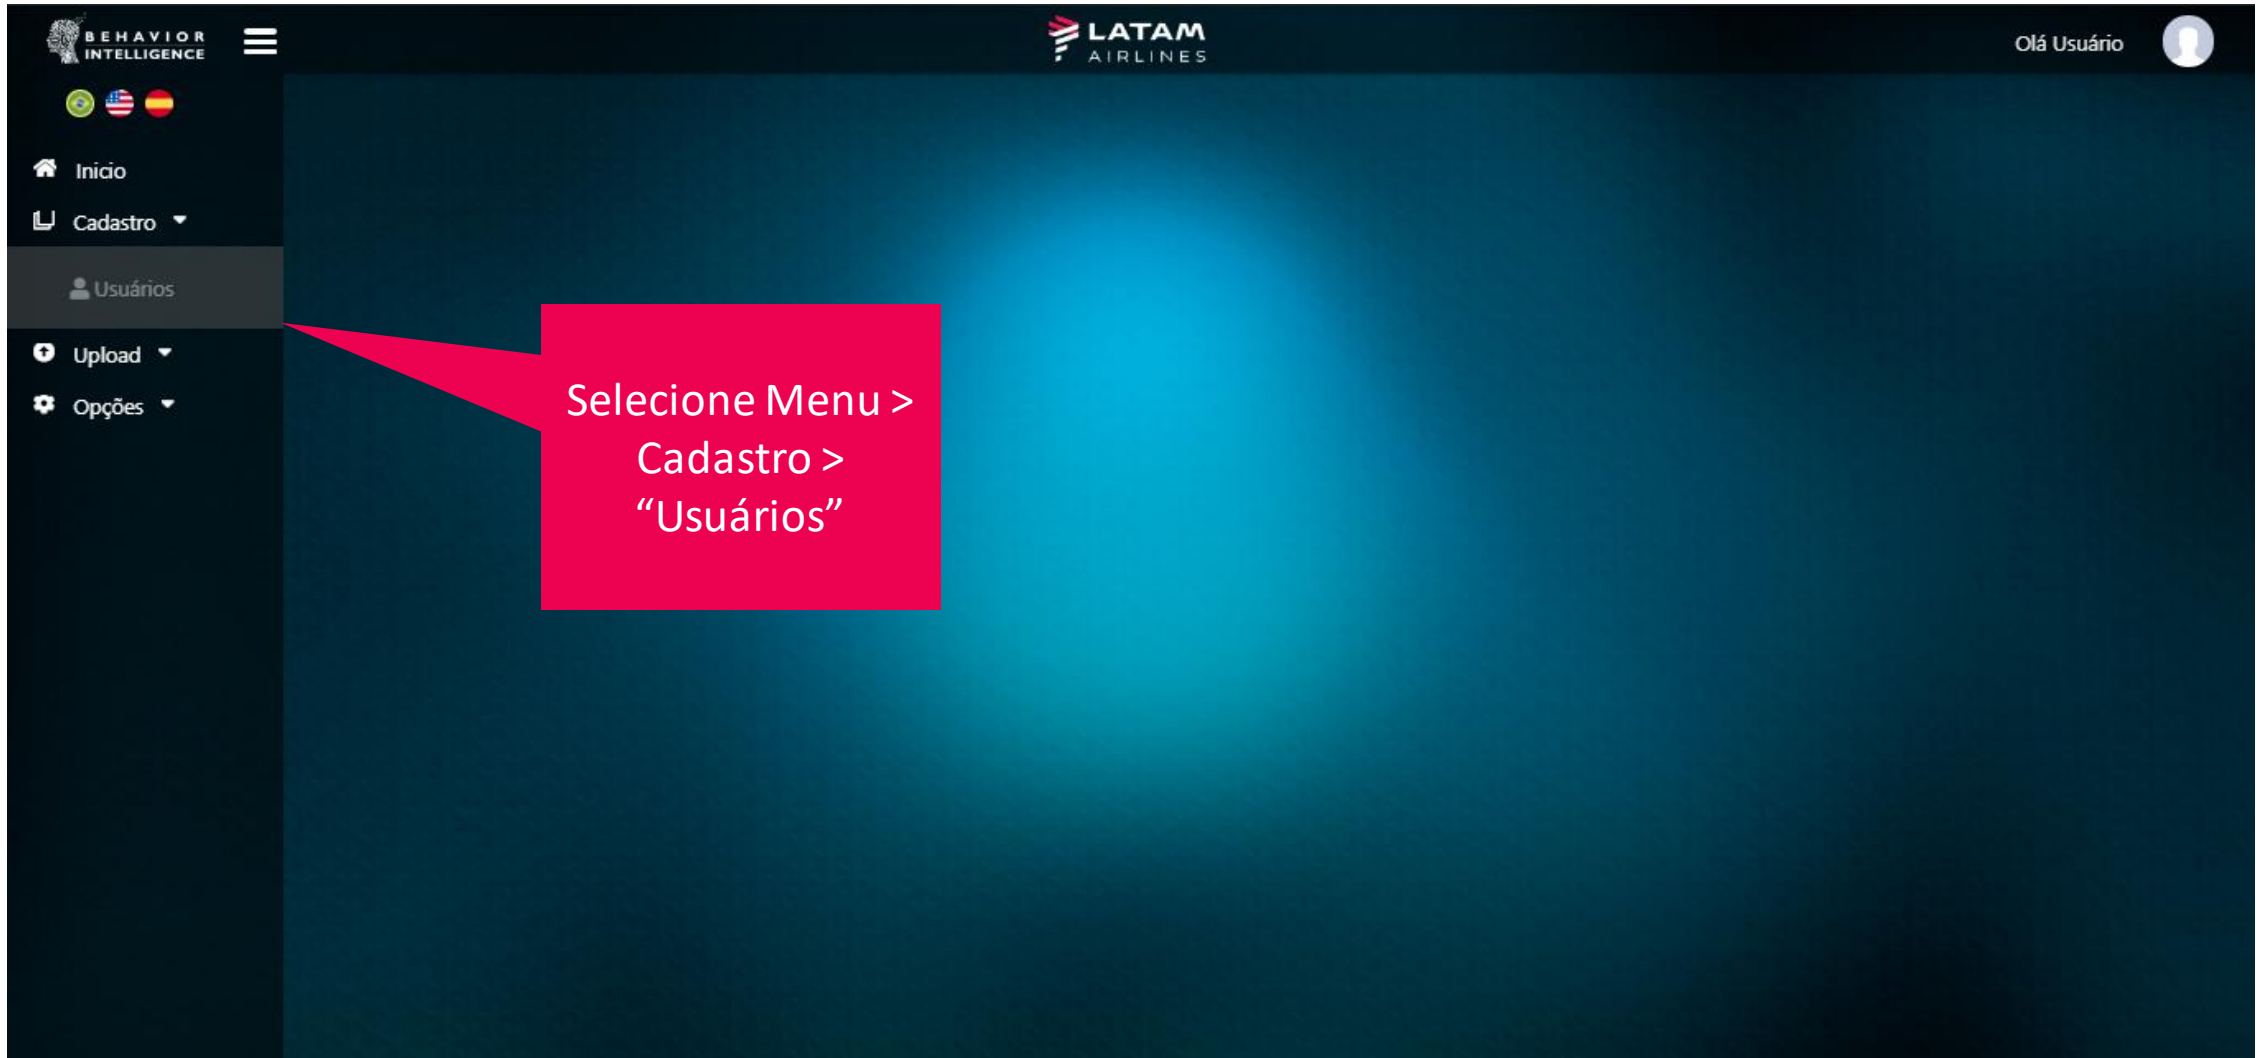 BEHAVIOR
INTELLIGENCE
LATAM
AIRLINES
Olá Usuário
Inicio
Cadastro
Usuários
Upload
Opções
Selecione Menu >
Cadastro >
“Usuários”